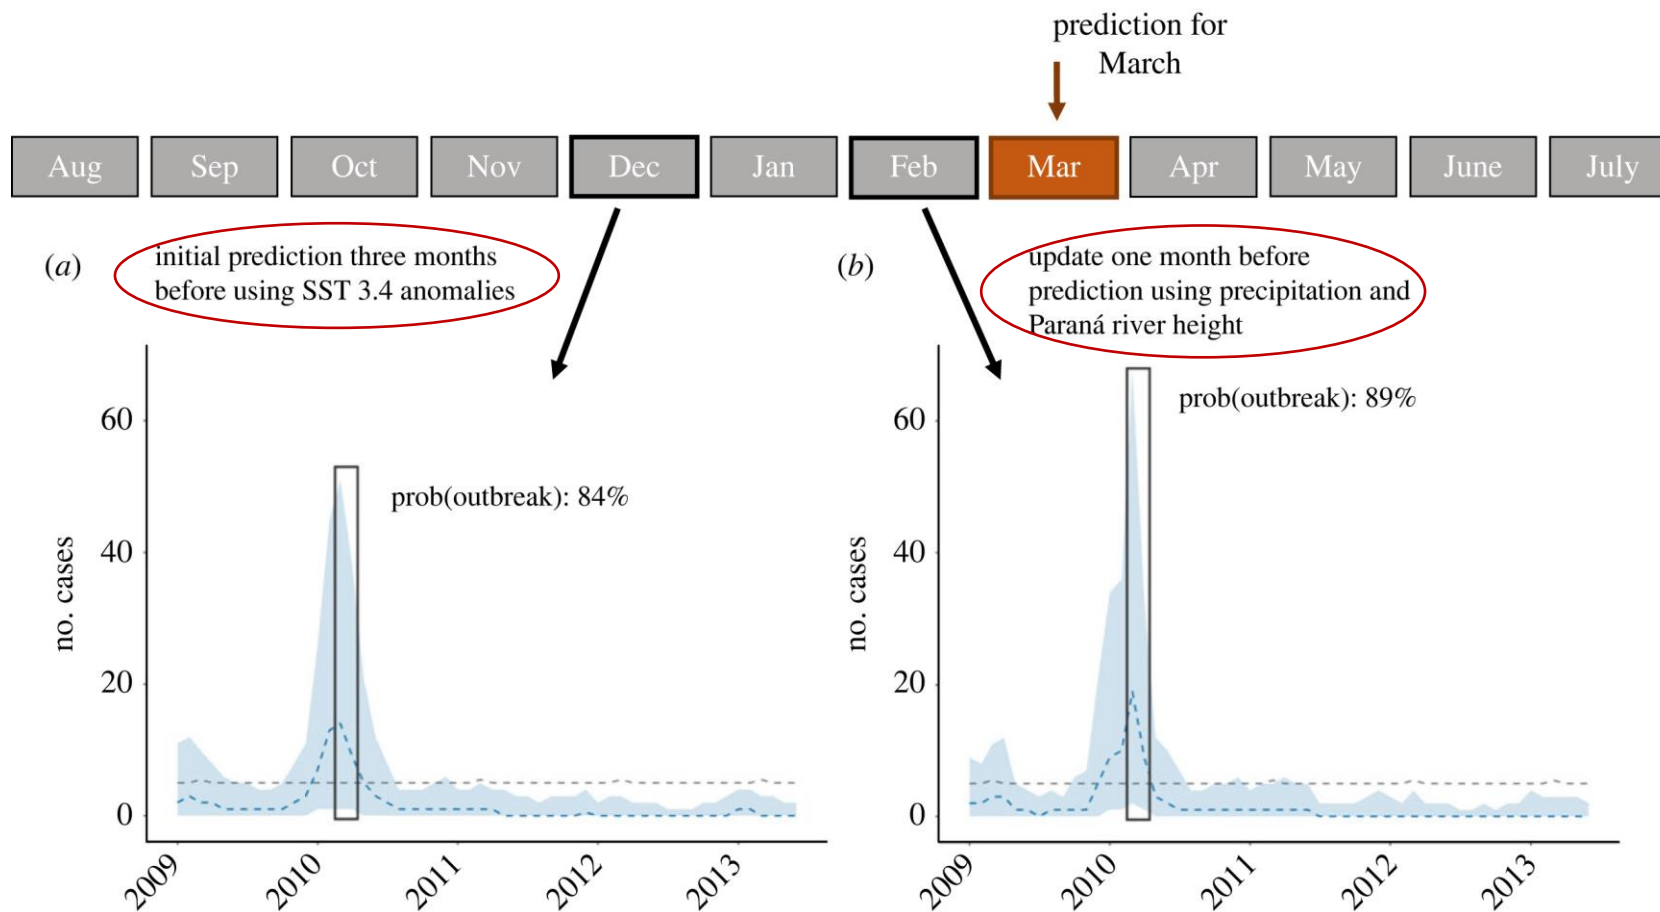 prediction for
March
Aug
Sep
Oct
Nov
Dec
Jan
Feb
Mar
Apr
May
June
July
(a)
initial prediction three months
before using SST 3.4 anomalies
(b)
update one month before
prediction using precipitation and
Paraná river height
prob(outbreak): 84%
no. cases
60
40
20
0
2009
2010
2011
2012
2013
prob(outbreak): 89%
no. cases
60
40
20
0
2009
2010
2011
2012
2013